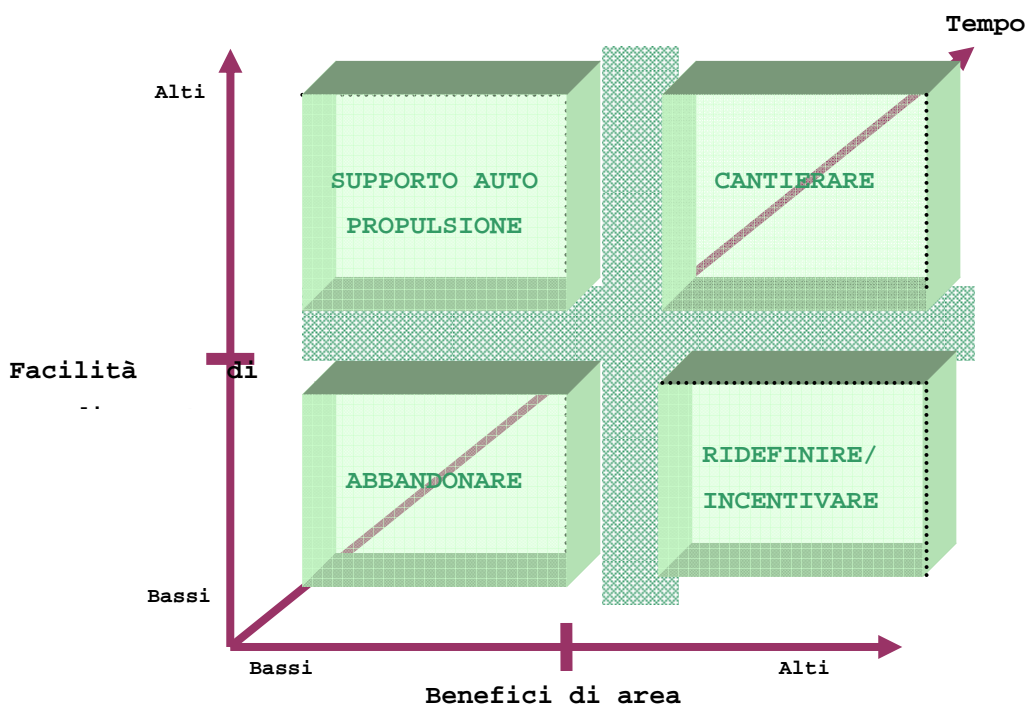 Tempo
Alti
SUPPORTO AUTO
PROPULSIONE
CANTIERARE
Facilità di
RIDEFINIRE/
INCENTIVARE
ABBANDONARE
Bassi
Bassi
Alti
Benefici di area